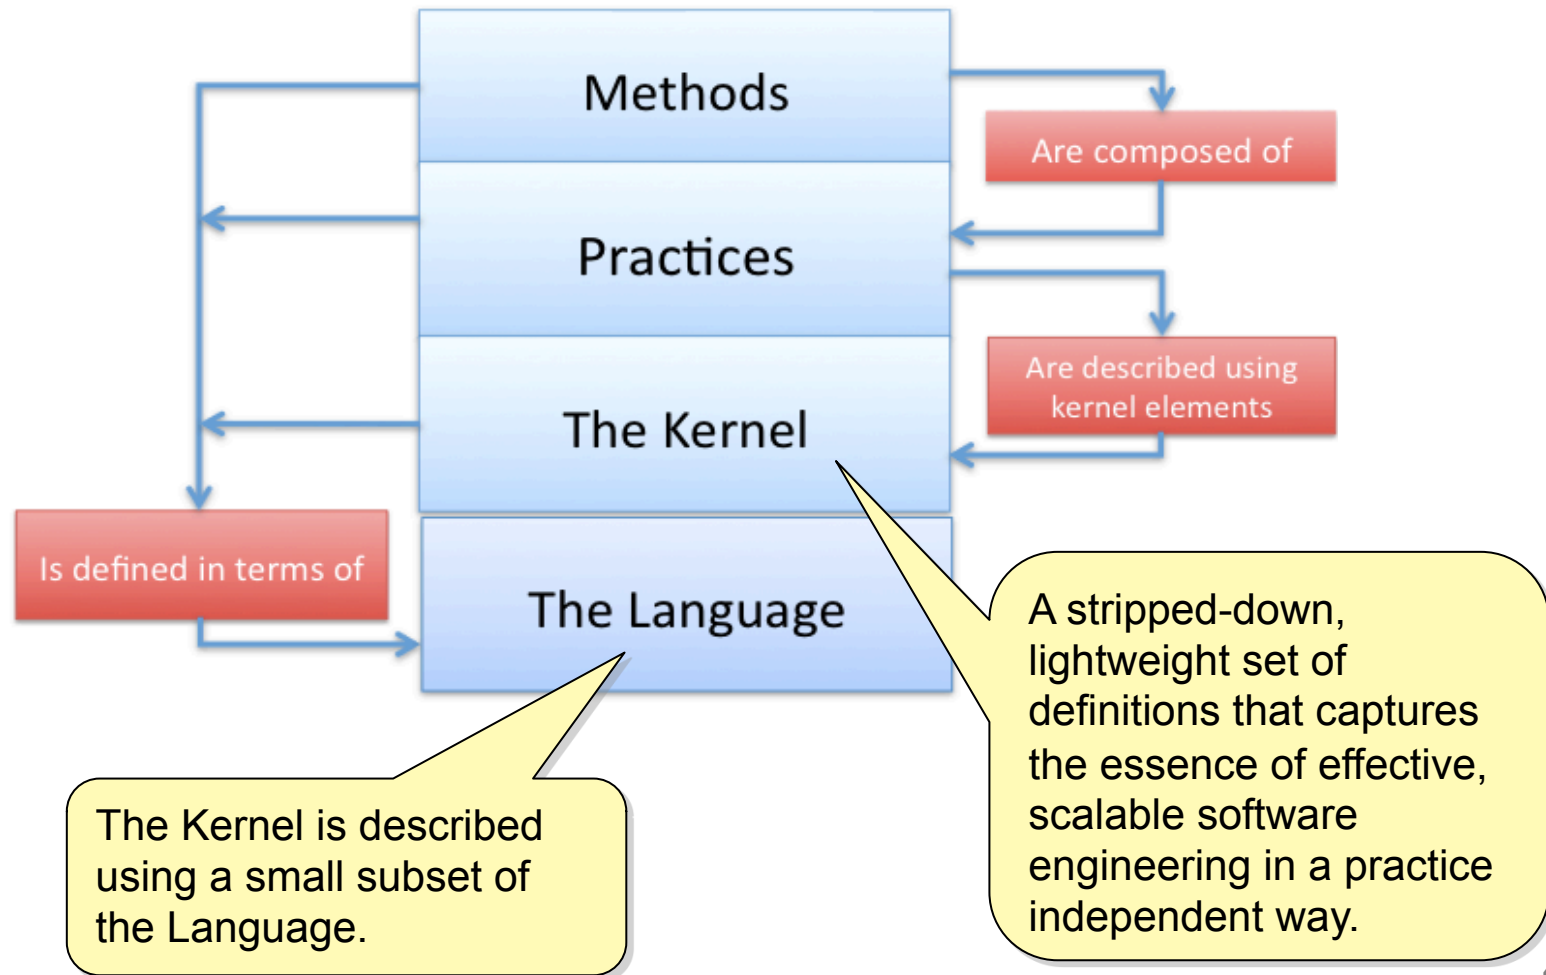 Methods
Are composed of
Practices
Are described using
kernel elements
The Kernel
Is defined in terms of
The Language
A stripped-down,
lightweight set of
definitions that captures
the essence of effective,
scalable software
engineering in a practice
independent way.
The Kernel is described
using a small subset of
the Language.